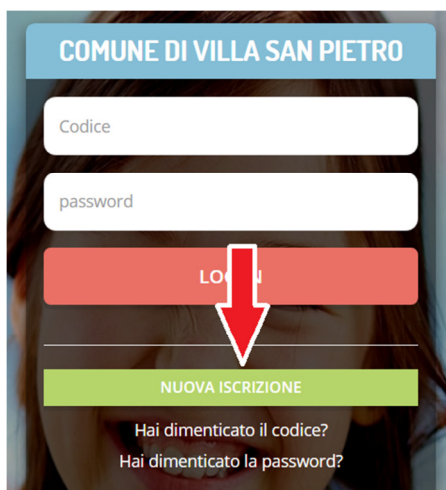 COMUNE DI VILLA SAN PIETRO
Codice
password
NUOVA ISCRIZIONE
Hai dimenticato il codice?
Hai dimenticato la password?